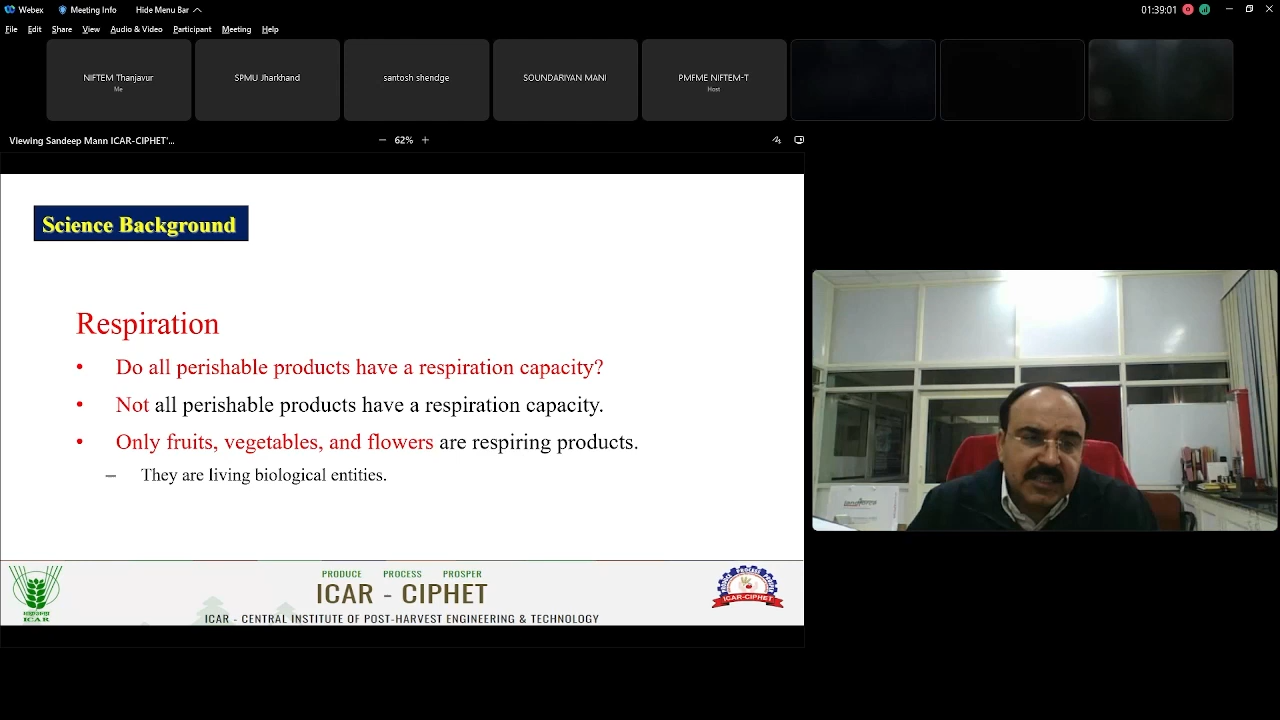 Webex
Meeting Info
Hide Menu Bar
01:39:01
File Edit Share View Audio & Video Participant Meeting Help
NIFTEM Thanjavur
Me
SPMU Jharkhand
santosh shendge
SOUNDARIYAN MANI
PMFME NIFTEM-T
Host
Viewing Sandeep Mann ICAR-CIPHET'...
− 62% +
Science Background
Respiration
• Do all perishable products have a respiration capacity?
• Not all perishable products have a respiration capacity.
• Only fruits, vegetables, and flowers are respiring products.
– They are living biological entities.
PRODUCE PROCESS PROSPER
ICAR - CIPHET
ICAR - CENTRAL INSTITUTE OF POST-HARVEST ENGINEERING & TECHNOLOGY
ICAR
ICAR-CIPHET